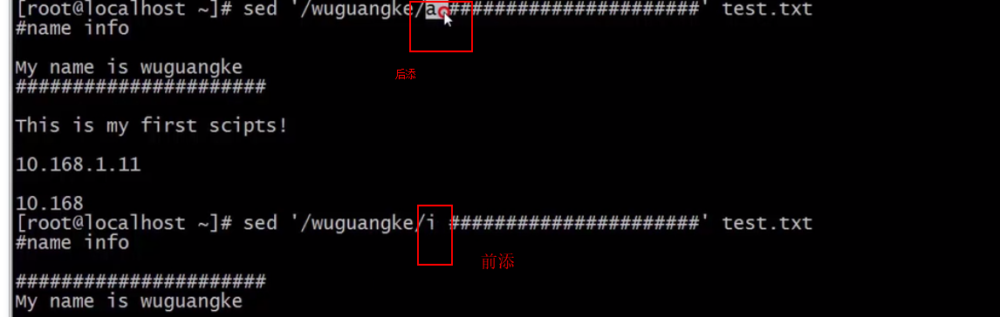 [root@localhost ~]# sed '/wuguangke/a ######################' test.txt
#name info
My name is wuguangke
######################
后添
This is my first scipts!
10.168.1.11
10.168
[root@localhost ~]# sed '/wuguangke/i ######################' test.txt
#name info
前添
######################
My name is wuguangke